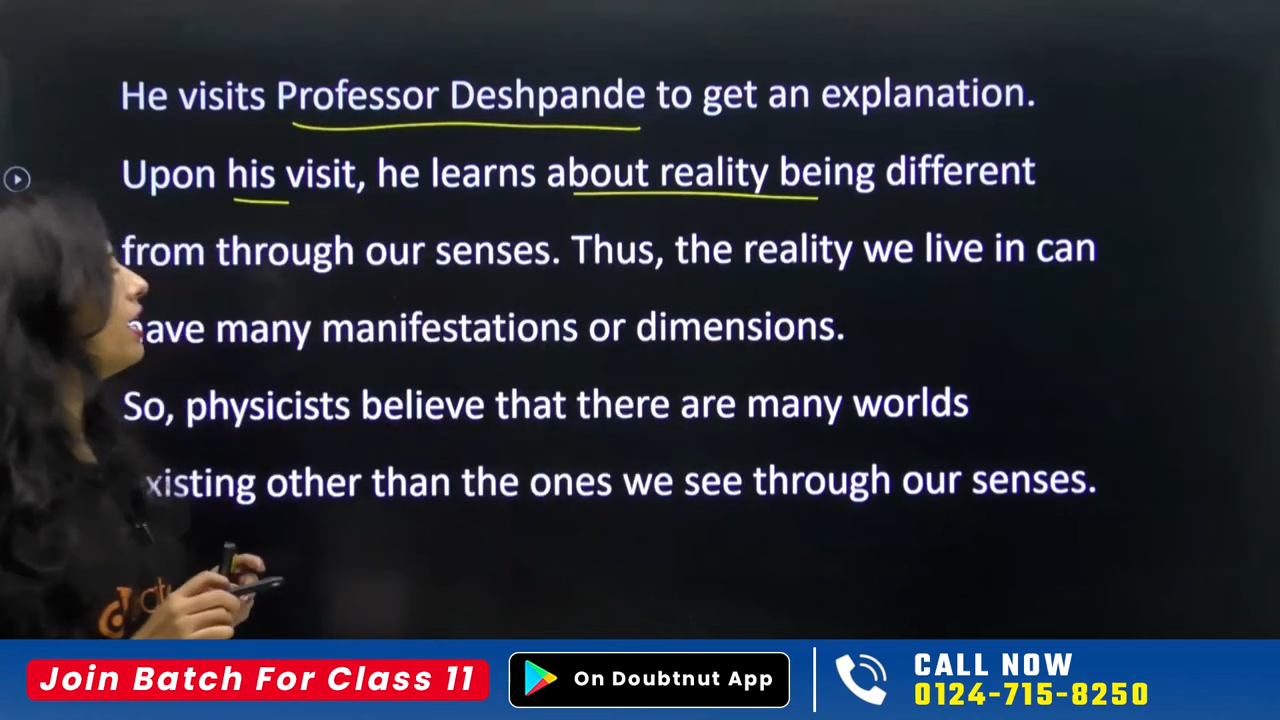 He visits Professor Deshpande to get an explanation.
Upon his visit, he learns about reality being different
from through our senses. Thus, the reality we live in can
have many manifestations or dimensions.
So, physicists believe that there are many worlds
existing other than the ones we see through our senses.
Join Batch For Class 11
On Doubtnut App
CALL NOW
0124-715-8250